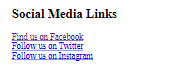 Social Media Links
Find us on Facebook
Follow us on Twitter
Follow us on Instagram